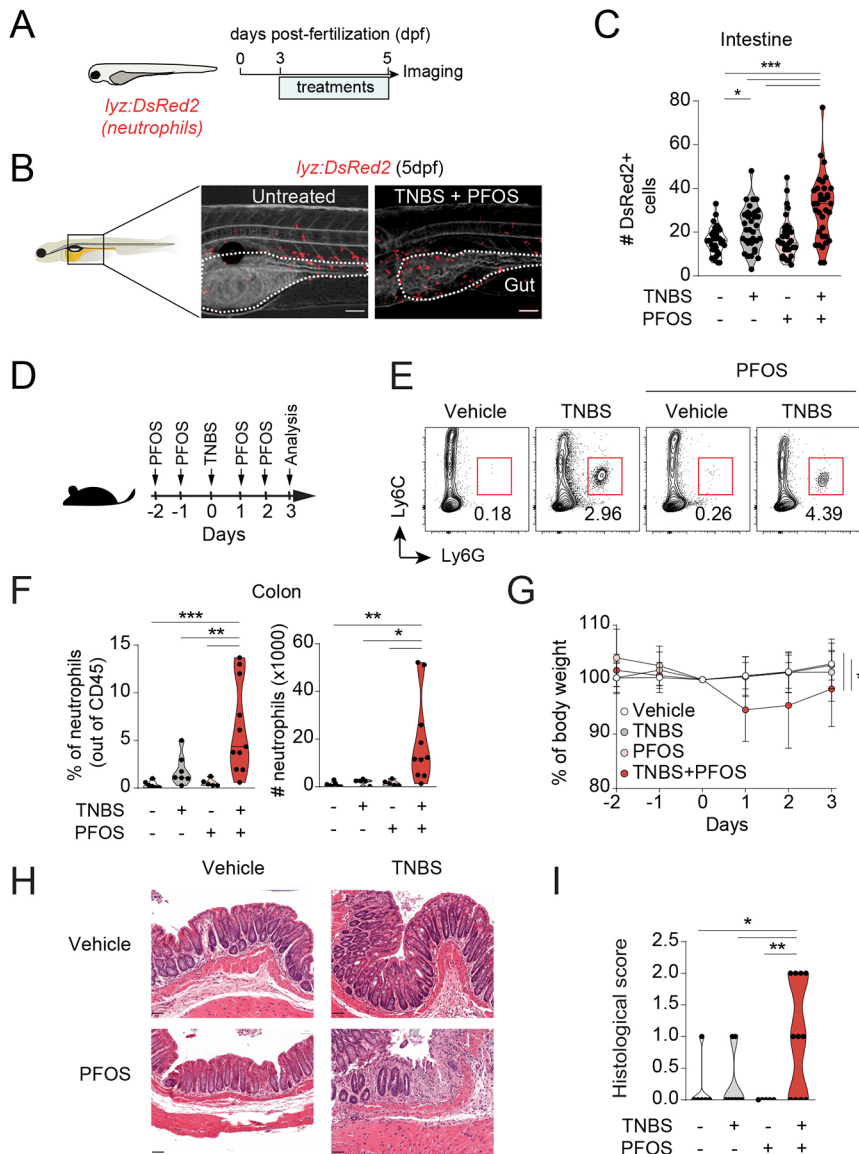 A
days post-fertilization (dpf)
0 3 5
Imaging
treatments
lyz:DsRed2
(neutrophils)
B
lyz:DsRed2 (5dpf)
Untreated
TNBS + PFOS
Gut
C
Intestine
***
*
# DsRed2+
cells
80
60
40
20
0
TNBS - + - +
PFOS - - + +
D
PFOS PFOS TNBS PFOS PFOS Analysis
-2 -1 0 1 2 3
Days
E
PFOS
Vehicle TNBS Vehicle TNBS
0.18 2.96 0.26 4.39
Ly6C
Ly6G
F
Colon
***
**
% of neutrophils
(out of CD45)
15
10
5
0
TNBS - + - +
PFOS - - + +
**
*
# neutrophils (x1000)
60
40
20
0
- + - +
- - + +
G
% of body weight
110
100
90
80
*
Vehicle
TNBS
PFOS
TNBS+PFOS
-2 -1 0 1 2 3
Days
H
Vehicle TNBS
Vehicle
PFOS
I
*
**
Histological score
2.5
2.0
1.5
1.0
0.5
0.0
TNBS - + - +
PFOS - - + +